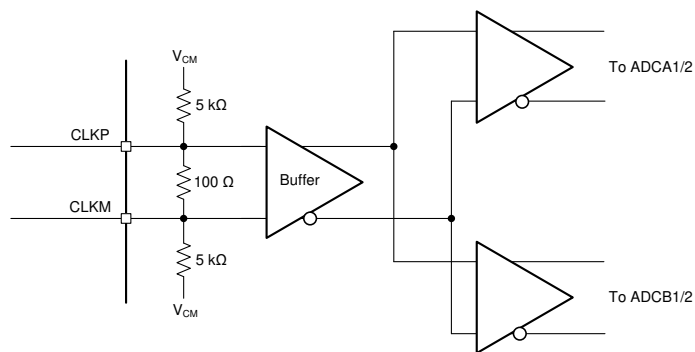 V_CM
5 kΩ
To ADCA1/2
CLKP
100 Ω
Buffer
CLKM
5 kΩ
V_CM
To ADCB1/2